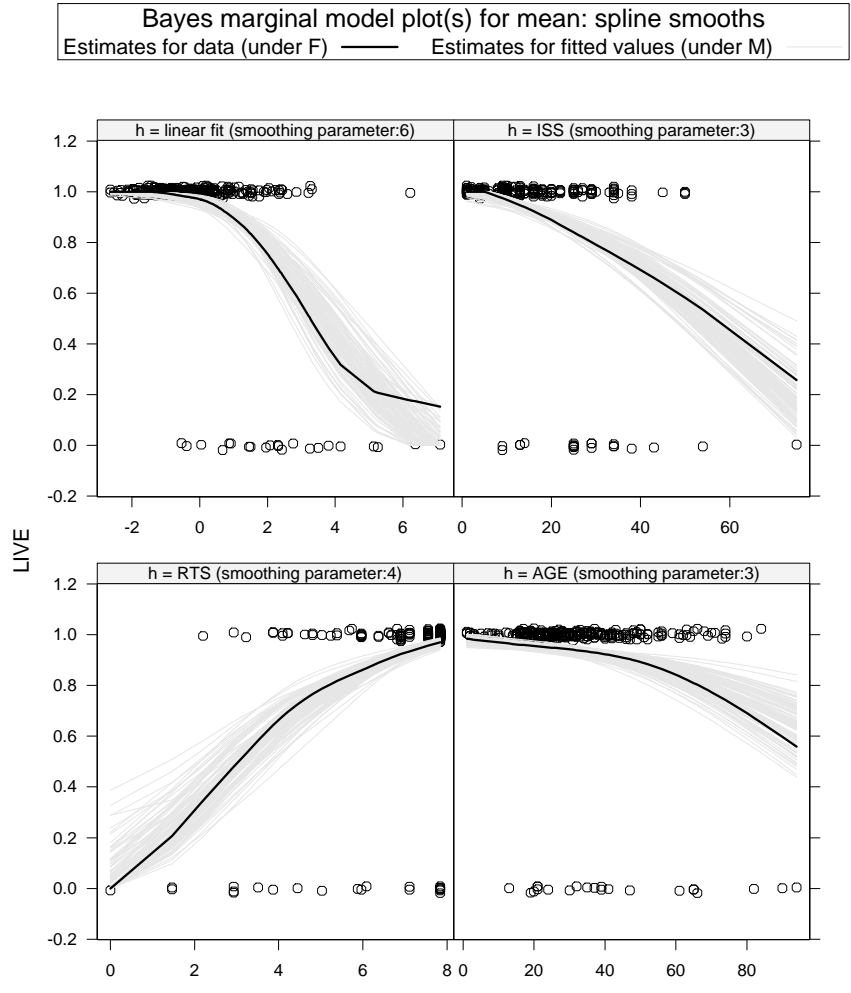 Bayes marginal model plot(s) for mean: spline smooths
Estimates for data (under F) Estimates for fitted values (under M)
h = linear fit (smoothing parameter:6) h = ISS (smoothing parameter:3)
1.2
1.0
0.8
0.6
0.4
0.2
0.0
-0.2
-2 0 2 4 6 0 20 40 60
LIVE
h = RTS (smoothing parameter:4) h = AGE (smoothing parameter:3)
1.2
1.0
0.8
0.6
0.4
0.2
0.0
-0.2
0 2 4 6 8 0 20 40 60 80